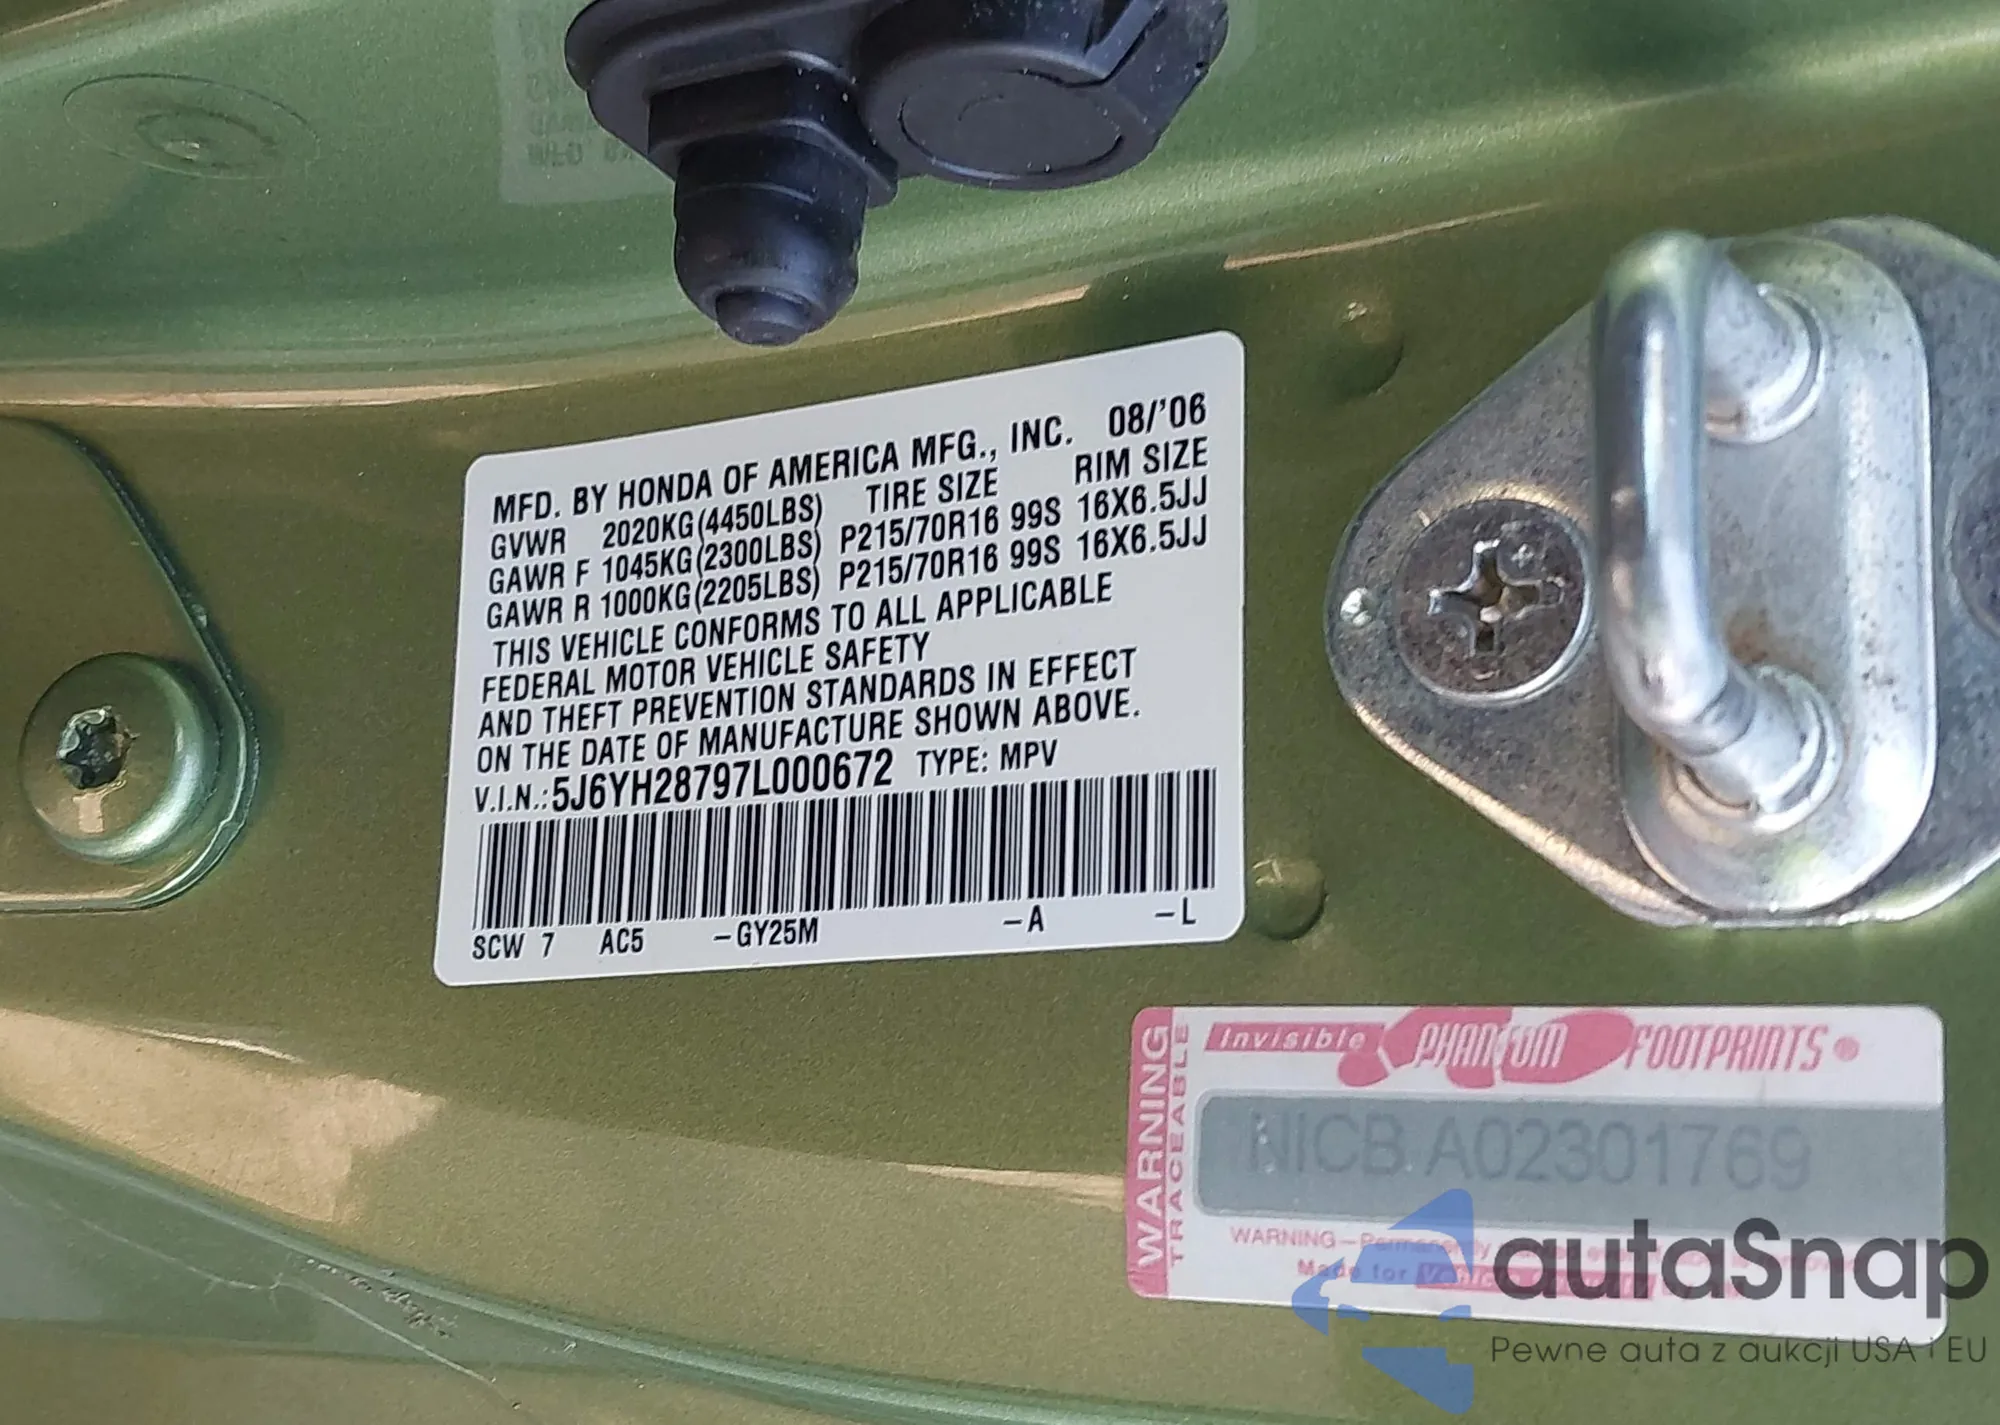 MFD. BY HONDA OF AMERICA MFG., INC. 08/'06
GVWR 2020KG(4450LBS) TIRE SIZE RIM SIZE
GAWR F 1045KG(2300LBS) P215/70R16 99S 16X6.5JJ
GAWR R 1000KG(2205LBS) P215/70R16 99S 16X6.5JJ
THIS VEHICLE CONFORMS TO ALL APPLICABLE
FEDERAL MOTOR VEHICLE SAFETY
AND THEFT PREVENTION STANDARDS IN EFFECT
ON THE DATE OF MANUFACTURE SHOWN ABOVE.
V.I.N.:5J6YH28797L000672 TYPE: MPV
SCW 7 AC5 -GY25M -A -L
WARNING
TRACEABLE
Invisible PHANTOM FOOTPRINTS
NICB A02301769
WARNING-Permanently
Made for
autaSnap
Pewne auta z aukcji USA i EU